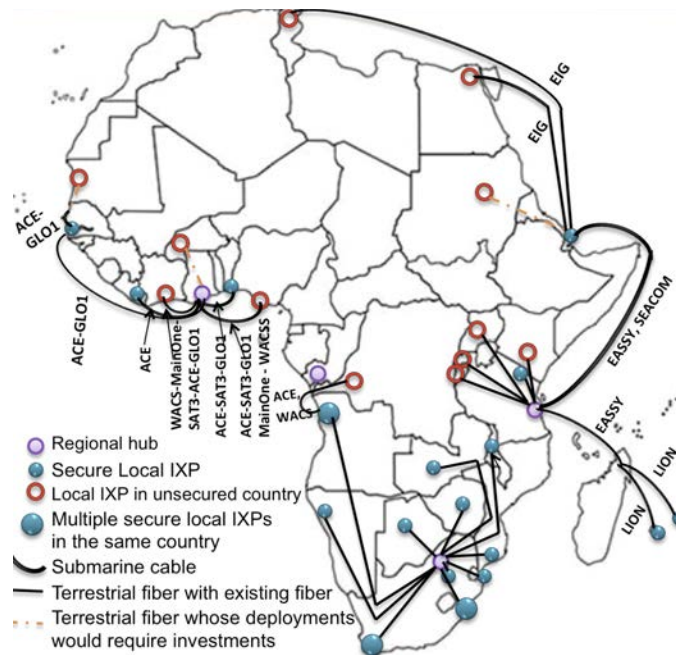 EIG
EIG
ACE-
GLO1
EASSY, SEACOM
ACE-GLO1
ACE
WACS-MainOne-
SAT3-ACE-GLO1
ACE-SAT3-GLO1
ACE-SAT3-GLO1
MainOne - WACSS
ACE,
WACS
EASSY
LION
LION
Regional hub
Secure Local IXP
Local IXP in unsecured country
Multiple secure local IXPs
in the same country
Submarine cable
Terrestrial fiber with existing fiber
Terrestrial fiber whose deployments
would require investments